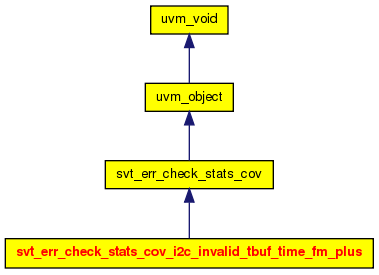 uvm_void
uvm_object
svt_err_check_stats_cov
svt_err_check_stats_cov_i2c_invalid_tbuf_time_fm_plus